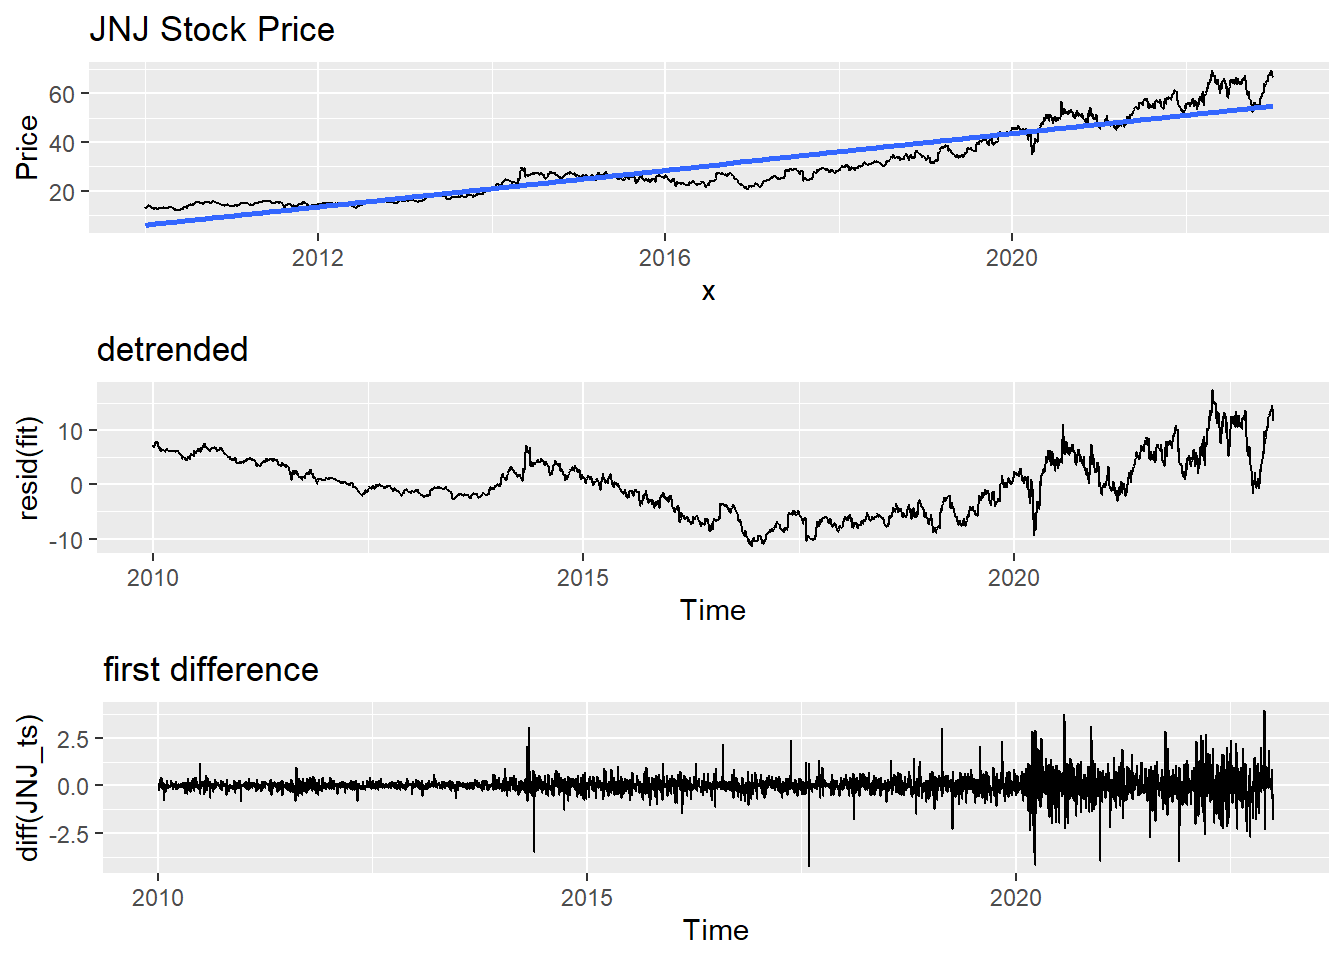 JNJ Stock Price
Price
60
40
20
2012 2016 2020
x
detrended
resid(fit)
10
0
-10
2010 2015 2020
Time
first difference
diff(JNJ_ts)
2.5
0.0
-2.5
2010 2015 2020
Time